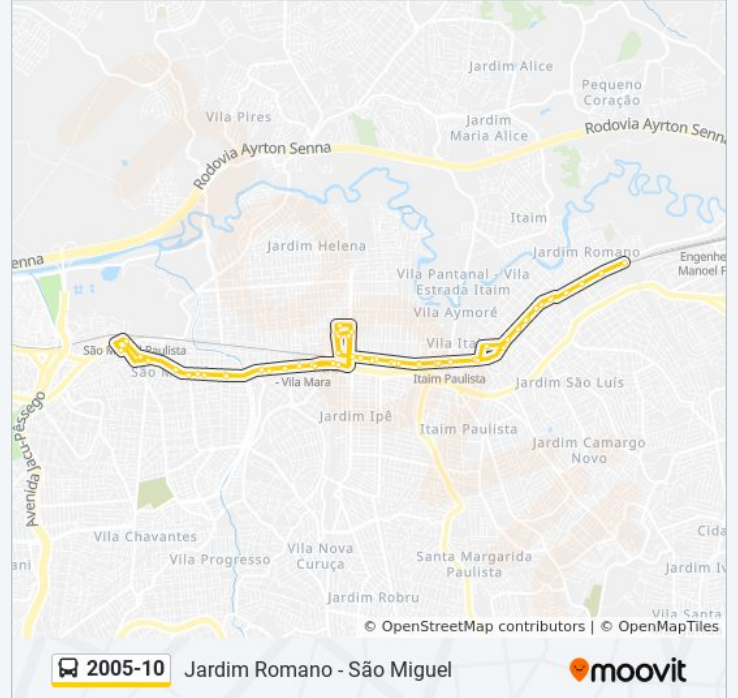 Jardim Alice
Pequeno
Coração
Vila Pires
Jardim
Maria Alice
Rodovia Ayrton Senna
Rodovia Ayrton Senna
Itaim
Jardim Helena
Jardim Romano
enna
Engenhe
Manoel F
Vila Pantanal - Vila
Estrada Itaim
Vila Aymoré
Vila Ita
São M Paulista
São M
- Vila Mara
Itaim Paulista
Jardim São Luís
Avenida Jacu-Pêssego
Jardim Ipê
Itaim Paulista
Jardim Camargo
Novo
Vila Chavantes
Cida
Vila Progresso
Vila Nova
Curuçá
Santa Margarida
Paulista
ani
Jardim Iv
Jardim Robru
Vila Santa
© OpenStreetMap contributors | © OpenMapTiles
2005-10 Jardim Romano - São Miguel
moovit